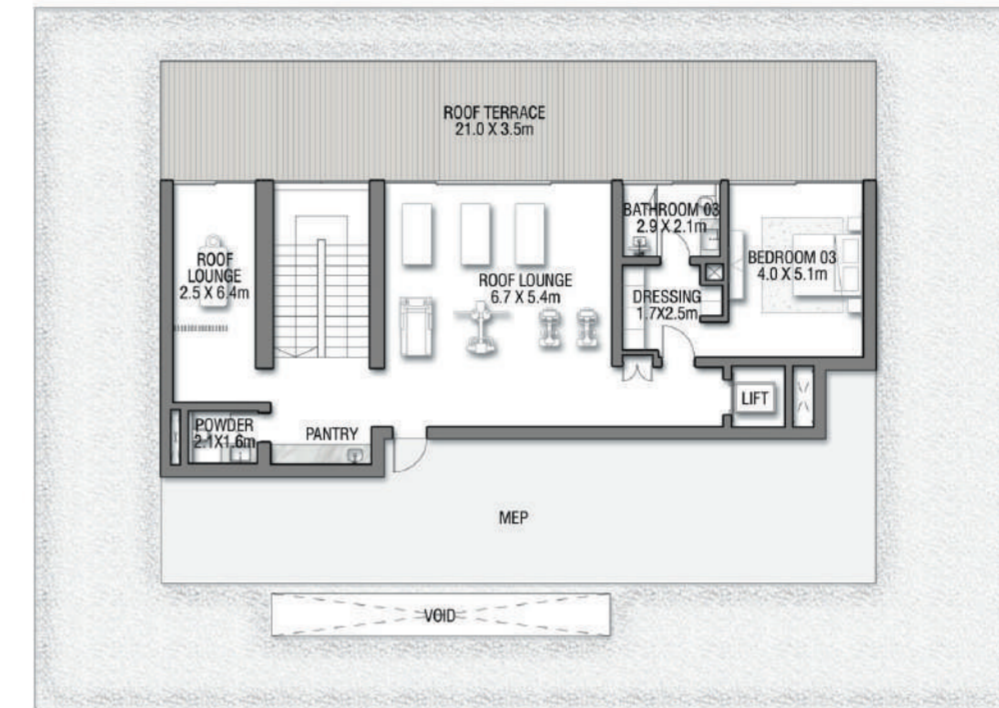 ROOF TERRACE
21.0 X 3.5m
BATHROOM 03
2.9 X 2.1m
ROOF
LOUNGE
2.5 X 6.4m
ROOF LOUNGE
6.7 X 5.4m
BEDROOM 03
4.0 X 5.1m
DRESSING
1.7X2.5m
LIFT
POWDER
2.1X1.6m
PANTRY
MEP
VOID